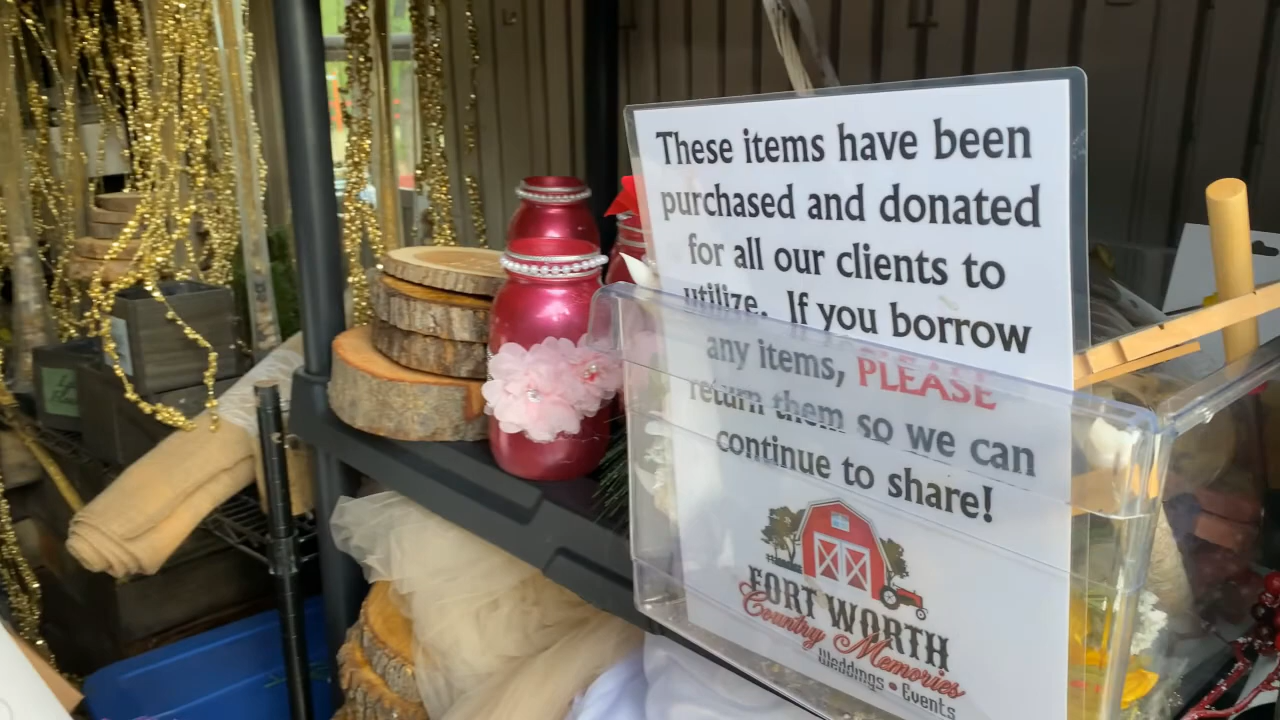 These items have been
purchased and donated
for all our clients to
utilize. If you borrow
any items, PLEASE
return them so we can
continue to share!
FORT WORTH
Country Memories
Weddings • Events